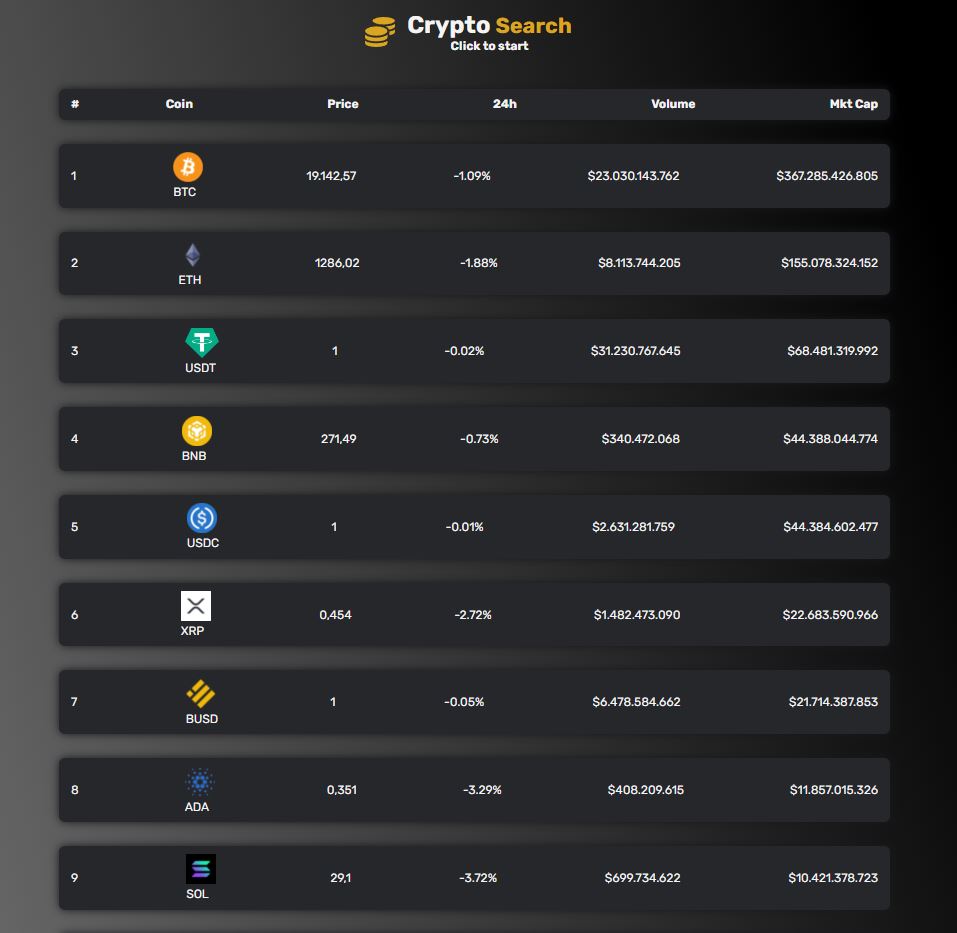 Crypto Search
Click to start
# Coin Price 24h Volume Mkt Cap
1 BTC 19.142,57 -1.09% $23.030.143.762 $367.285.426.805
2 ETH 1286,02 -1.88% $8.113.744.205 $155.078.324.152
3 USDT 1 -0.02% $31.230.767.645 $68.481.319.992
4 BNB 271,49 -0.73% $340.472.068 $44.388.044.774
5 USDC 1 -0.01% $2.631.281.759 $44.384.602.477
6 XRP 0,454 -2.72% $1.482.473.090 $22.683.590.966
7 BUSD 1 -0.05% $6.478.584.662 $21.714.387.853
8 ADA 0,351 -3.29% $408.209.615 $11.857.015.326
9 SOL 29,1 -3.72% $699.734.622 $10.421.378.723